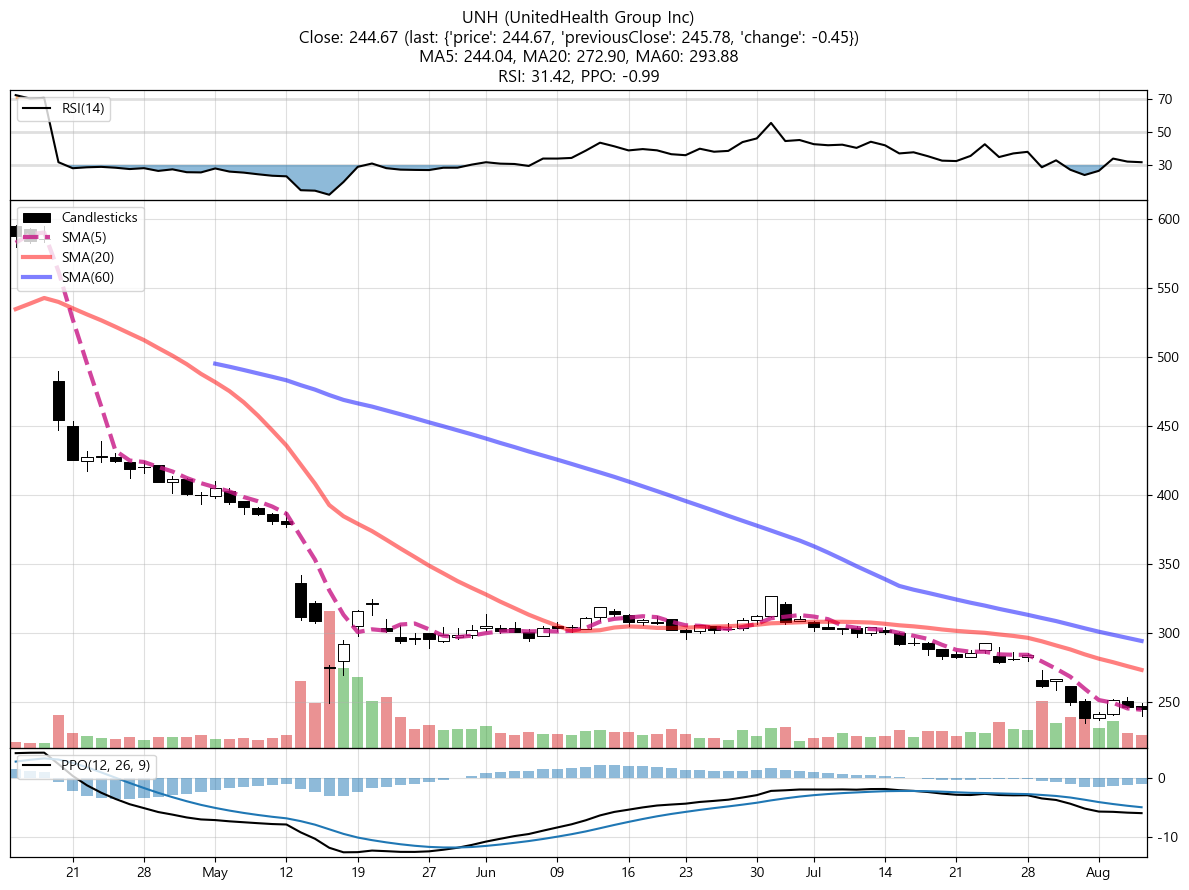 UNH (UnitedHealth Group Inc)
Close: 244.67 (last: {'price': 244.67, 'previousClose': 245.78, 'change': -0.45})
MA5: 244.04, MA20: 272.90, MA60: 293.88
RSI: 31.42, PPO: -0.99
RSI(14)
70
50
30
Candlesticks
SMA(5)
SMA(20)
SMA(60)
600
550
500
450
400
350
300
250
PPO(12, 26, 9)
0
-10
21 28 May 12 19 27 Jun 09 16 23 30 Jul 14 21 28 Aug